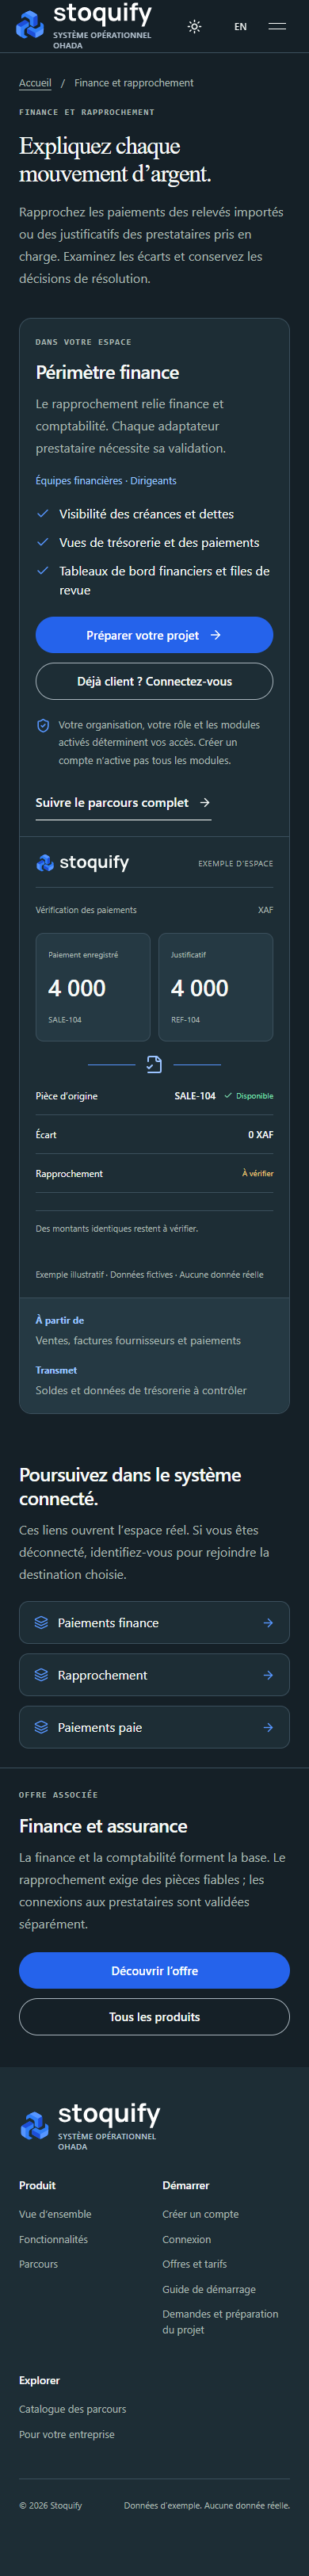 stoquify
SYSTÈME OPÉRATIONNEL
OHADA
EN
Accueil / Finance et rapprochement
FINANCE ET RAPPROCHEMENT
Expliquez chaque
mouvement d’argent.
Rapprochez les paiements des relevés importés
ou des justificatifs des prestataires pris en
charge. Examinez les écarts et conservez les
décisions de résolution.
DANS VOTRE ESPACE
Périmètre finance
Le rapprochement relie finance et
comptabilité. Chaque adaptateur
prestataire nécessite sa validation.
Équipes financières · Dirigeants
Visibilité des créances et dettes
Vues de trésorerie et des paiements
Tableaux de bord financiers et files de
revue
Préparer votre projet
Déjà client ? Connectez-vous
Votre organisation, votre rôle et les modules
activés déterminent vos accès. Créer un
compte n’active pas tous les modules.
Suivre le parcours complet
stoquify
EXEMPLE D’ESPACE
Vérification des paiements XAF
Paiement enregistré
4 000
SALE-104
Justificatif
4 000
REF-104
Pièce d’origine SALE-104 Disponible
Écart 0 XAF
Rapprochement À vérifier
Des montants identiques restent à vérifier.
Exemple illustratif · Données fictives · Aucune donnée réelle
À partir de
Ventes, factures fournisseurs et paiements
Transmet
Soldes et données de trésorerie à contrôler
Poursuivez dans le système
connecté.
Ces liens ouvrent l’espace réel. Si vous êtes
déconnecté, identifiez-vous pour rejoindre la
destination choisie.
Paiements finance
Rapprochement
Paiements paie
OFFRE ASSOCIÉE
Finance et assurance
La finance et la comptabilité forment la base. Le
rapprochement exige des pièces fiables ; les
connexions aux prestataires sont validées
séparément.
Découvrir l’offre
Tous les produits
stoquify
SYSTÈME OPÉRATIONNEL
OHADA
Produit
Vue d’ensemble
Fonctionnalités
Parcours
Démarrer
Créer un compte
Connexion
Offres et tarifs
Guide de démarrage
Demandes et préparation
du projet
Explorer
Catalogue des parcours
Pour votre entreprise
© 2026 Stoquify
Données d’exemple. Aucune donnée réelle.